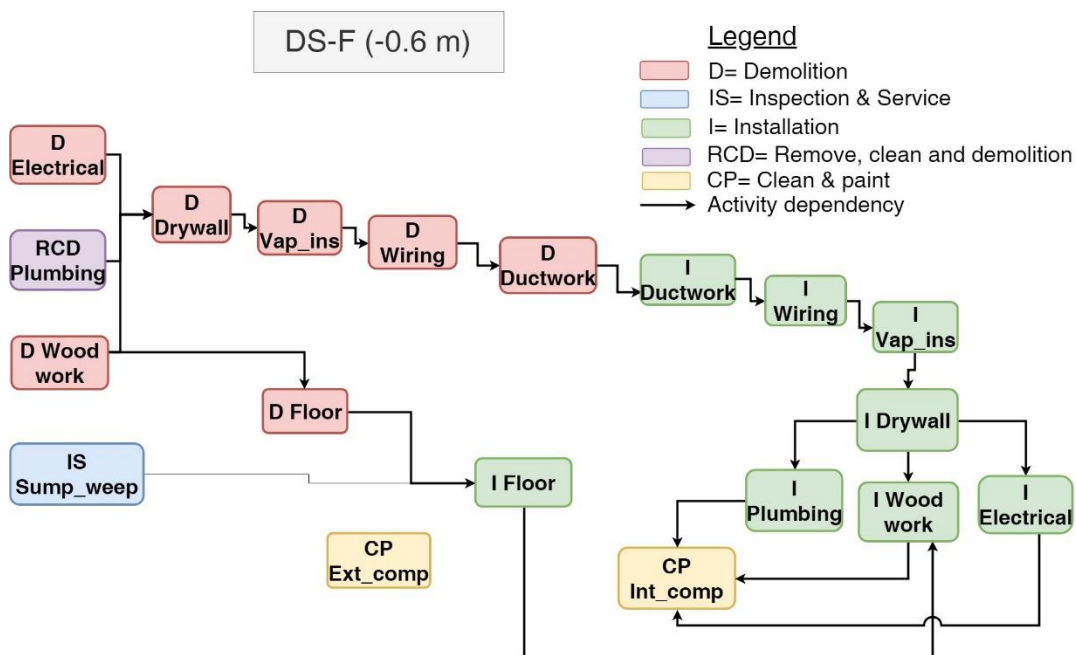 DS-F (-0.6 m)
Legend
D= Demolition
IS= Inspection & Service
I= Installation
RCD= Remove, clean and demolition
CP= Clean & paint
Activity dependency
D
Electrical
RCD
Plumbing
D Wood
work
D
Drywall
D
Vap_ins
D
Wiring
D
Ductwork
I
Ductwork
I
Wiring
I
Vap_ins
D Floor
I Drywall
IS
Sump_weep
I Floor
I
Plumbing
I Wood
work
I
Electrical
CP
Ext_comp
CP
Int_comp